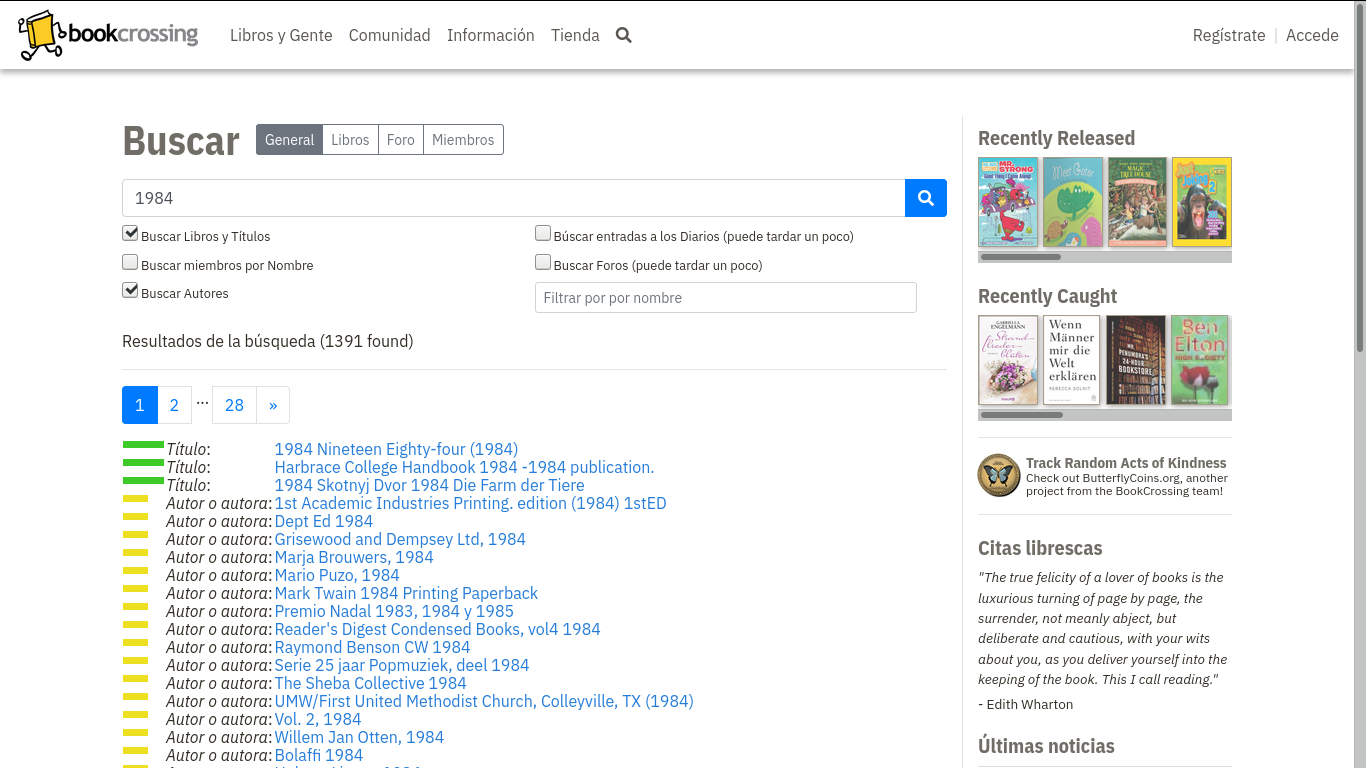 bookcrossing
Libros y Gente
Comunidad
Información
Tienda
Regístrate | Accede
Buscar
General
Libros
Foro
Miembros
1984
Buscar Libros y Títulos
Búscar entradas a los Diarios (puede tardar un poco)
Buscar miembros por Nombre
Buscar Foros (puede tardar un poco)
Buscar Autores
Filtrar por por nombre
Resultados de la búsqueda (1391 found)
1 2 ... 28 »
Título: 1984 Nineteen Eighty-four (1984)
Título: Harbrace College Handbook 1984 -1984 publication.
Título: 1984 Skotnyj Dvor 1984 Die Farm der Tiere
Autor o autora: 1st Academic Industries Printing. edition (1984) 1stED
Autor o autora: Dept Ed 1984
Autor o autora: Grisewood and Dempsey Ltd, 1984
Autor o autora: Marja Brouwers, 1984
Autor o autora: Mario Puzo, 1984
Autor o autora: Mark Twain 1984 Printing Paperback
Autor o autora: Premio Nadal 1983, 1984 y 1985
Autor o autora: Reader's Digest Condensed Books, vol4 1984
Autor o autora: Raymond Benson CW 1984
Autor o autora: Serie 25 jaar Popmuziek, deel 1984
Autor o autora: The Sheba Collective 1984
Autor o autora: UMW/First United Methodist Church, Colleyville, TX (1984)
Autor o autora: Vol. 2, 1984
Autor o autora: Willem Jan Otten, 1984
Autor o autora: Bolaffi 1984
Recently Released
MR.
STRONG
Meet Gator
MAGIC
TREE HOUSE
2
Recently Caught
GABRIELLA
ENGELMANN
Strand-
flieder-
blüten
Wenn
Männer
mir die
Welt
erklären
REBECCA SOLNIT
MR.
PENUMBRA'S
24-HOUR
BOOKSTORE
Ben
Elton
HIGH SOCIETY
Track Random Acts of Kindness
Check out ButterflyCoins.org, another
project from the BookCrossing team!
Citas librescas
"The true felicity of a lover of books is the
luxurious turning of page by page, the
surrender, not meanly abject, but
deliberate and cautious, with your wits
about you, as you deliver yourself into the
keeping of the book. This I call reading."
- Edith Wharton
Últimas noticias